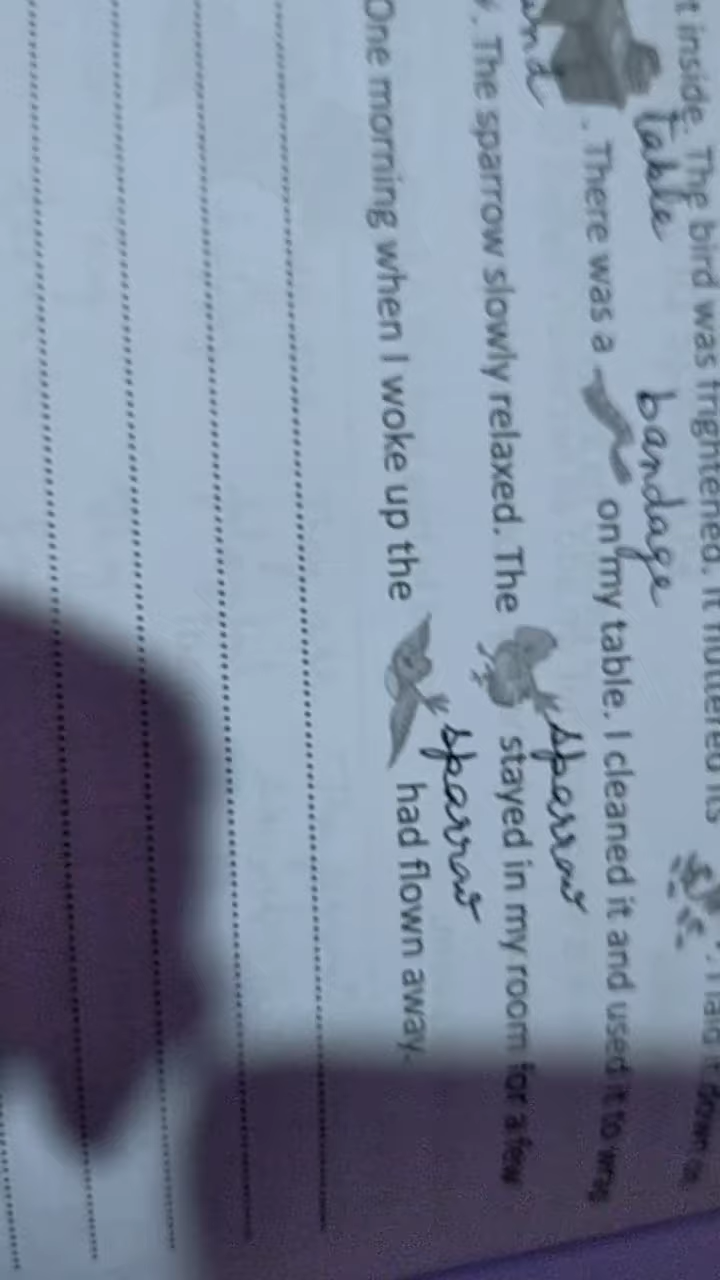 t inside. The bird was frightened. It fluttered its
table bandage
. There was a on my table. I cleaned it and used it to wrap
and sparrow
. The sparrow slowly relaxed. The stayed in my room for a few
sparrow
One morning when I woke up the had flown away.